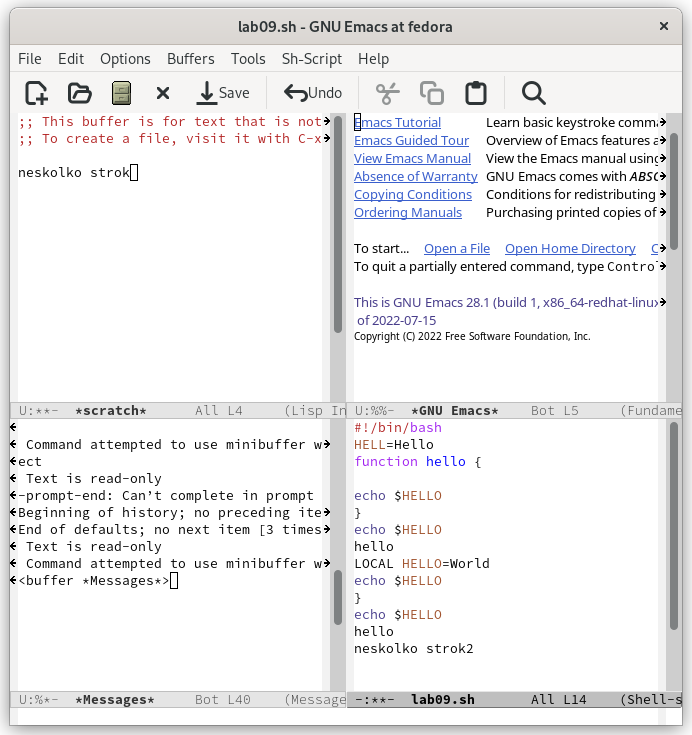 lab09.sh - GNU Emacs at fedora
File Edit Options Buffers Tools Sh-Script Help
Save Undo
;; This buffer is for text that is not
;; To create a file, visit it with C-x
neskolko strok
U:**- *scratch* All L4 (Lisp In
Emacs Tutorial Learn basic keystroke comma
Emacs Guided Tour Overview of Emacs features a
View Emacs Manual View the Emacs manual using
Absence of Warranty GNU Emacs comes with ABSO
Copying Conditions Conditions for redistributing
Ordering Manuals Purchasing printed copies of
To start... Open a File Open Home Directory C
To quit a partially entered command, type Control
This is GNU Emacs 28.1 (build 1, x86_64-redhat-linux
of 2022-07-15
Copyright (C) 2022 Free Software Foundation, Inc.
U:%%- *GNU Emacs* Bot L5 (Fundame
Command attempted to use minibuffer w
ect
Text is read-only
-prompt-end: Can’t complete in prompt
Beginning of history; no preceding ite
End of defaults; no next item [3 times
Text is read-only
Command attempted to use minibuffer w
<buffer *Messages*>
U:%*- *Messages* Bot L40 (Message
#!/bin/bash
HELL=Hello
function hello {
echo $HELLO
}
echo $HELLO
hello
LOCAL HELLO=World
echo $HELLO
}
echo $HELLO
hello
neskolko strok2
-:**- lab09.sh All L14 (Shell-s